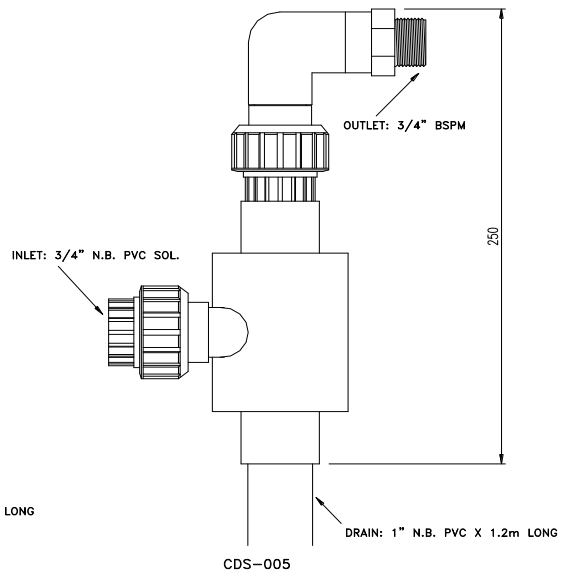 OUTLET: 3/4" BSPM
250
INLET: 3/4" N.B. PVC SOL.
LONG
DRAIN: 1" N.B. PVC X 1.2m LONG
CDS-005